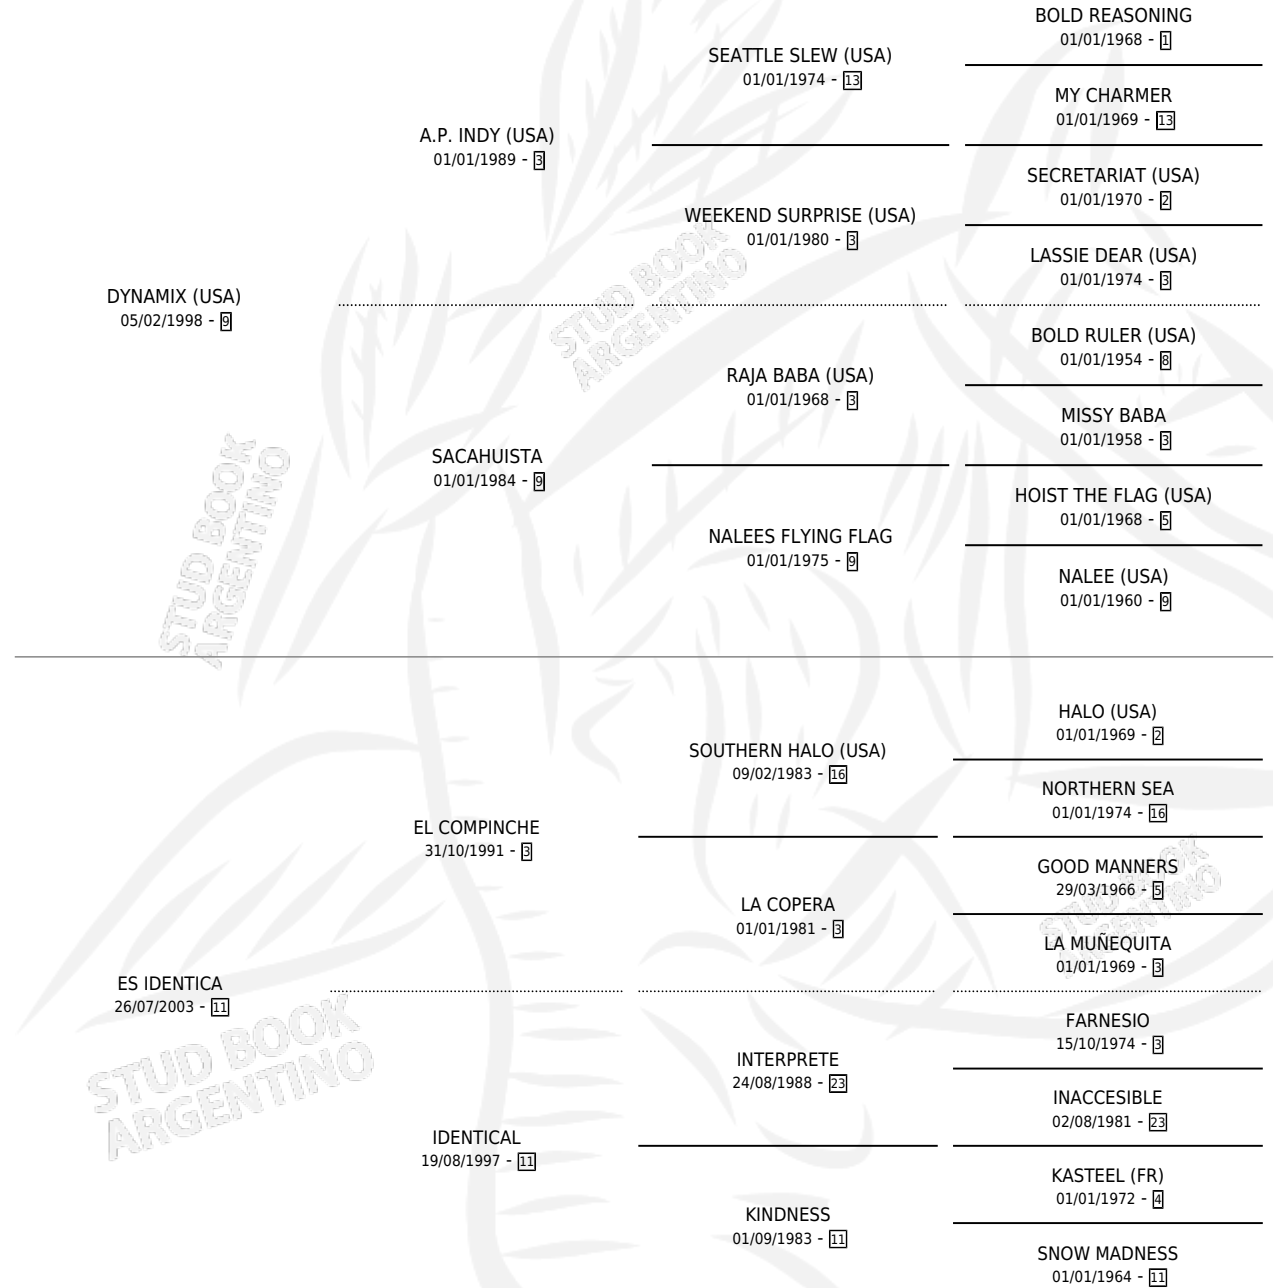 BOLD REASONING
01/01/1968 - 1
SEATTLE SLEW (USA)
01/01/1974 - 13
MY CHARMER
01/01/1969 - 13
A.P. INDY (USA)
01/01/1989 - 3
SECRETARIAT (USA)
01/01/1970 - 2
WEEKEND SURPRISE (USA)
01/01/1980 - 3
LASSIE DEAR (USA)
01/01/1974 - 3
DYNAMIX (USA)
05/02/1998 - 9
BOLD RULER (USA)
01/01/1954 - 8
RAJA BABA (USA)
01/01/1968 - 3
MISSY BABA
01/01/1958 - 3
SACAHUISTA
01/01/1984 - 9
HOIST THE FLAG (USA)
01/01/1968 - 5
NALEES FLYING FLAG
01/01/1975 - 9
NALEE (USA)
01/01/1960 - 9
HALO (USA)
01/01/1969 - 2
SOUTHERN HALO (USA)
09/02/1983 - 16
NORTHERN SEA
01/01/1974 - 16
EL COMPINCHE
31/10/1991 - 3
GOOD MANNERS
29/03/1966 - 5
LA COPERA
01/01/1981 - 3
LA MUÑEQUITA
01/01/1969 - 3
ES IDENTICA
26/07/2003 - 11
FARNESIO
15/10/1974 - 3
INTERPRETE
24/08/1988 - 23
INACCESIBLE
02/08/1981 - 23
IDENTICAL
19/08/1997 - 11
KASTEEL (FR)
01/01/1972 - 4
KINDNESS
01/09/1983 - 11
SNOW MADNESS
01/01/1964 - 11
STUD BOOK
ARGENTINO
STUD BOOK
ARGENTINO
STUD BOOK
ARGENTINO
STUD BOOK
ARGENTINO